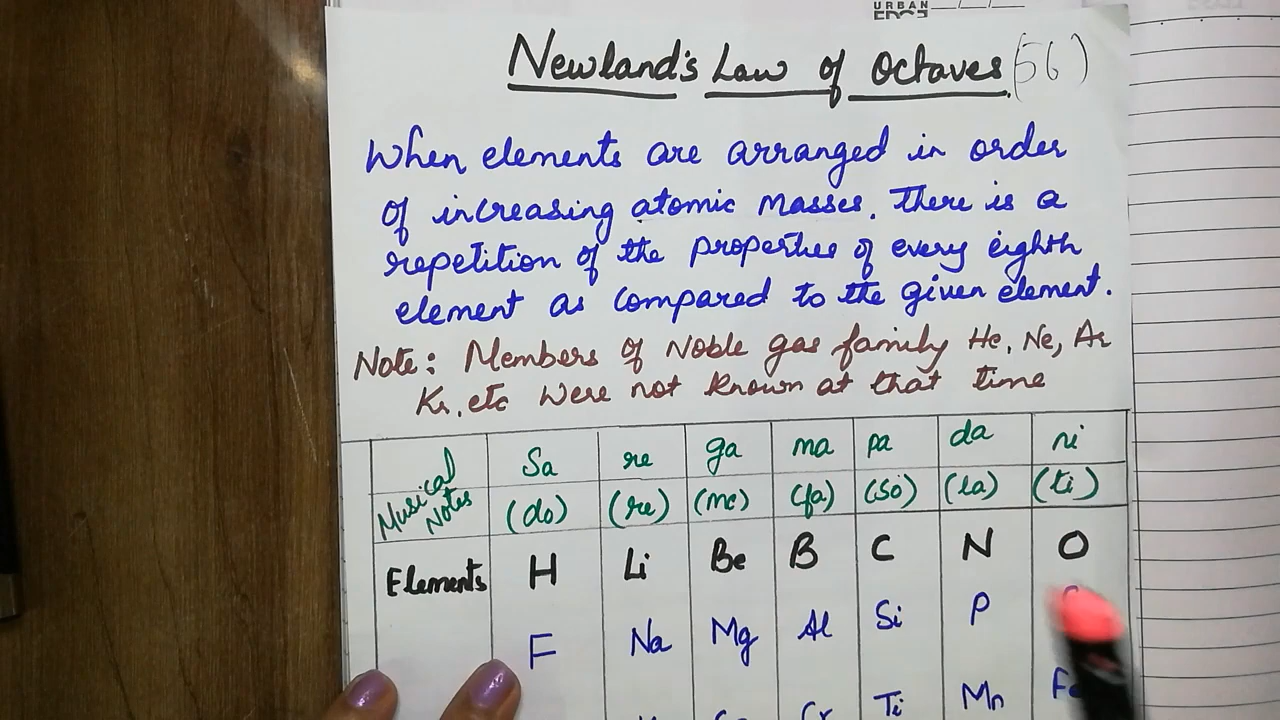 URBAN
EDGE
Newland's Law of Octaves (56)
When elements are arranged in order
of increasing atomic Masses. There is a
repetition of the properties of every eighth
element as compared to the given element.
Note: Members of Noble gas family He, Ne, Ar
Kr, etc Were not Known at that time
Musical Notes Sa re ga ma pa da ni
(do) (re) (me) (fa) (So) (la) (ti)
Elements H Li Be B C N O
F Na Mg Al Si P
Cr Ti Mn Fe